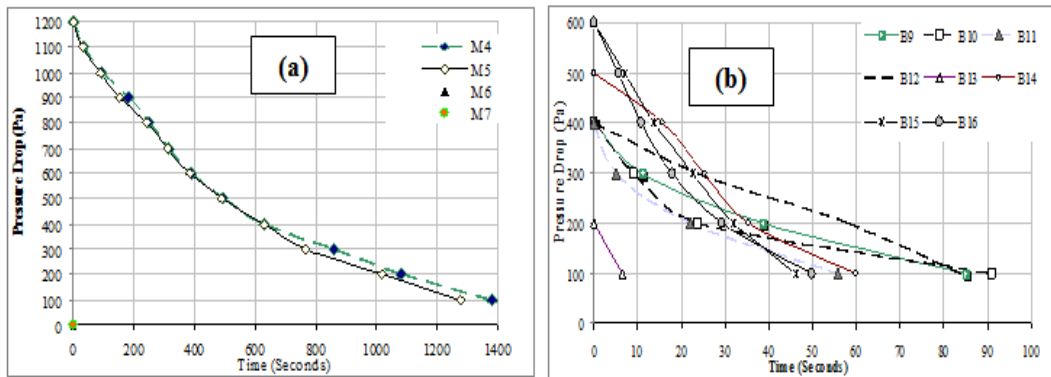 (a)
Pressure Drop (Pa)
1200
1100
1000
900
800
700
600
500
400
300
200
100
0
0 200 400 600 800 1000 1200 1400
Time (Seconds)
M4
M5
M6
M7
(b)
Pressure Drop (Pa)
600
500
400
300
200
100
0
0 10 20 30 40 50 60 70 80 90 100
Time (Seconds)
B9 B10 B11
B12 B13 B14
B15 B16